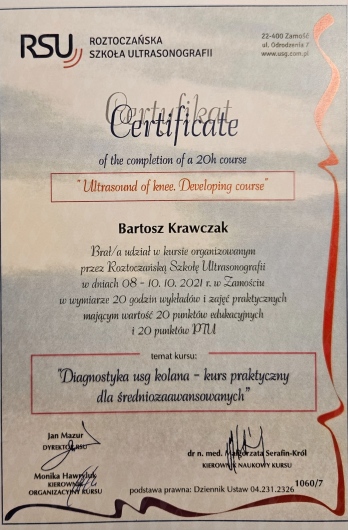 RSU ROZTOCZAŃSKA
SZKOŁA ULTRASONOGRAFII
22-400 Zamość
ul. Odrodzenia 7
www.usg.com.pl
Certyfikat
Certificate
of the completion of a 20h course
"Ultrasound of knee. Developing course"
Bartosz Krawczak
Brał/a udział w kursie organizowanym
przez Roztoczańską Szkołę Ultrasonografii
w dniach 08 - 10. 10. 2021 r. w Zamościu
w wymiarze 20 godzin wykładów i zajęć praktycznych
mającym wartość 20 punktów edukacyjnych
i 20 punktów PTU
temat kursu:
"Diagnostyka usg kolana - kurs praktyczny
dla średniozaawansowanych"
Jan Mazur
DYREKTOR RSU
dr n. med. Małgorzata Serafin-Król
KIEROWNIK NAUKOWY KURSU
Monika Hawryluk
KIEROWNIK
ORGANIZACYJNY KURSU
podstawa prawna: Dziennik Ustaw 04.231.2326
1060/7